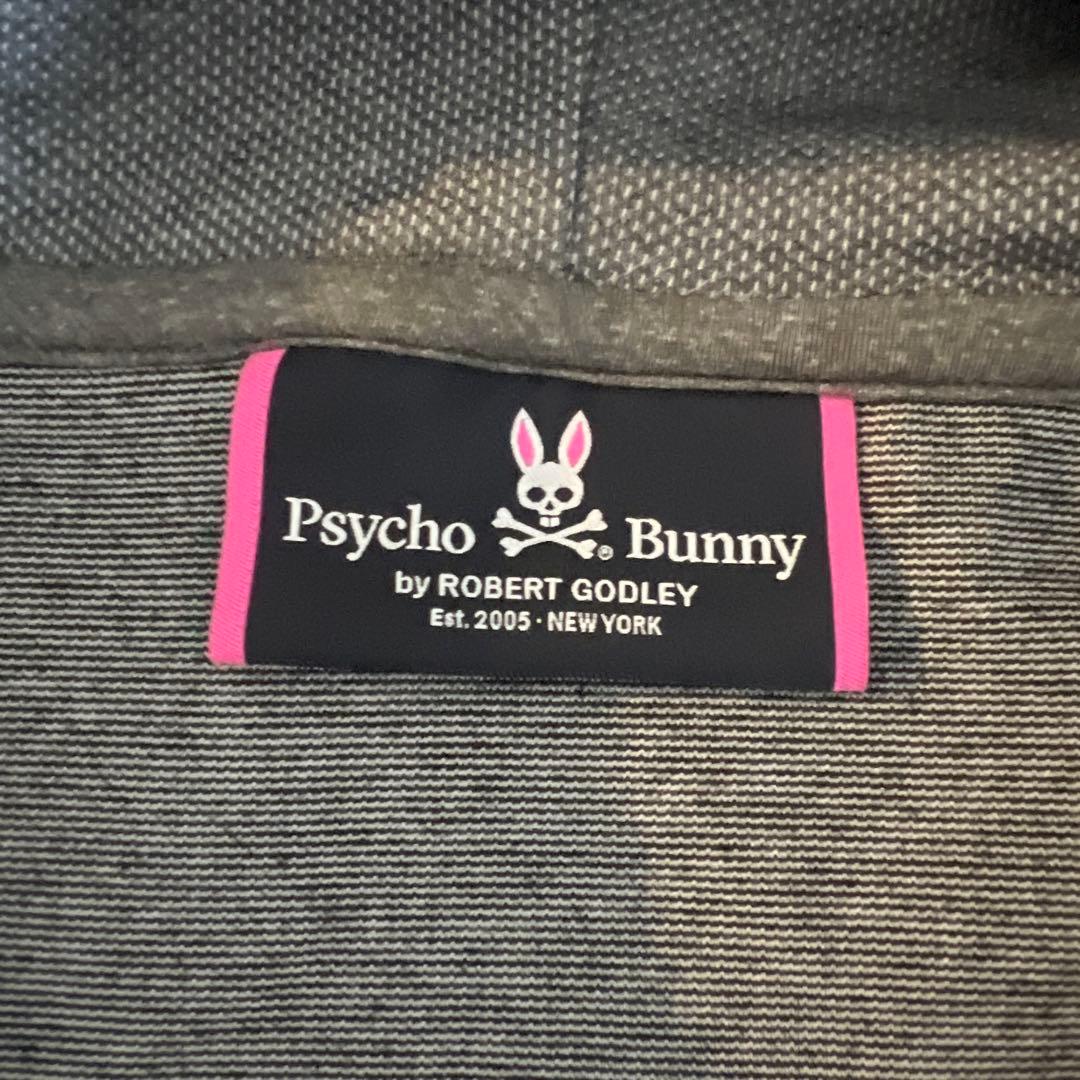 Psycho ® Bunny
by ROBERT GODLEY
Est. 2005 · NEW YORK